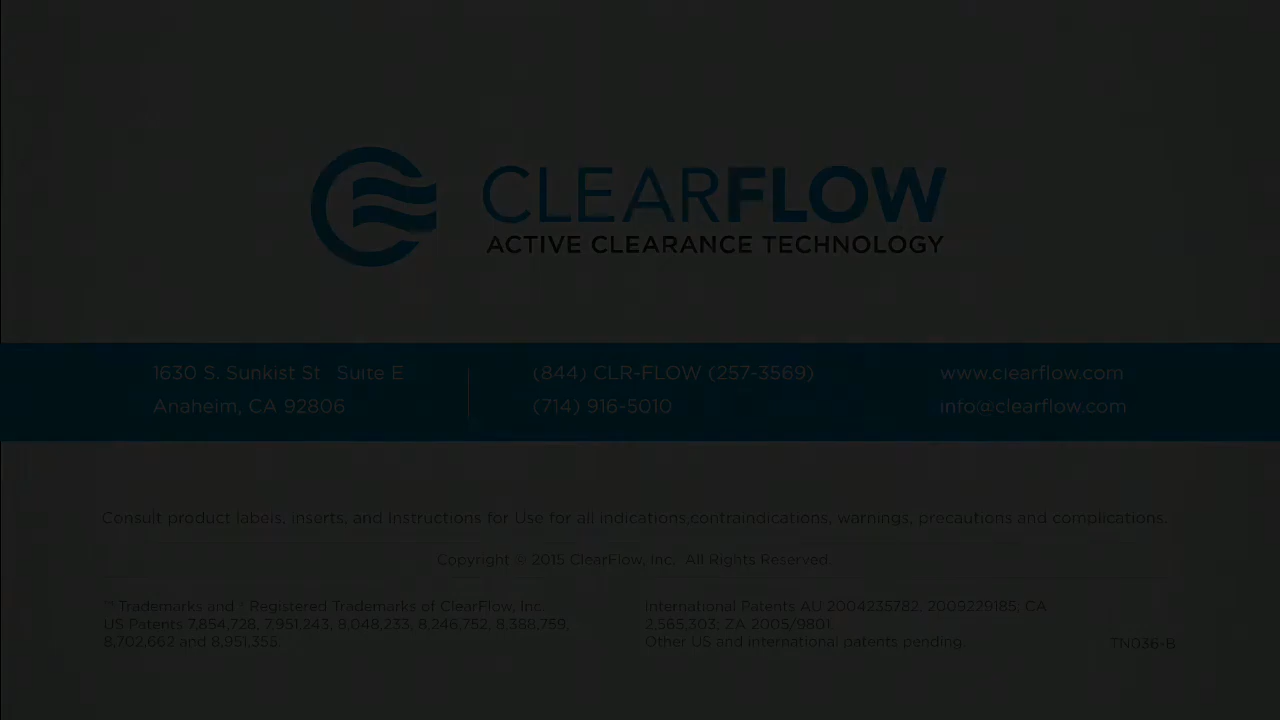 CLEARFLOW
ACTIVE CLEARANCE TECHNOLOGY
1630 S. Sunkist St Suite E
Anaheim, CA 92806
(844) CLR-FLOW (257-3569)
(714) 916-5010
www.clearflow.com
info@clearflow.com
Consult product labels, inserts, and Instructions for Use for all indications,contraindications, warnings, precautions and complications.
Copyright © 2015 ClearFlow, Inc. All Rights Reserved.
™ Trademarks and ® Registered Trademarks of ClearFlow, Inc.
US Patents 7,854,728, 7,951,243, 8,048,233, 8,246,752, 8,388,759,
8,702,662 and 8,951,355
International Patents AU 2004235782, 2009229185; CA
2,565,303; ZA 2005/9801
Other US and international patents pending.
TN036-B